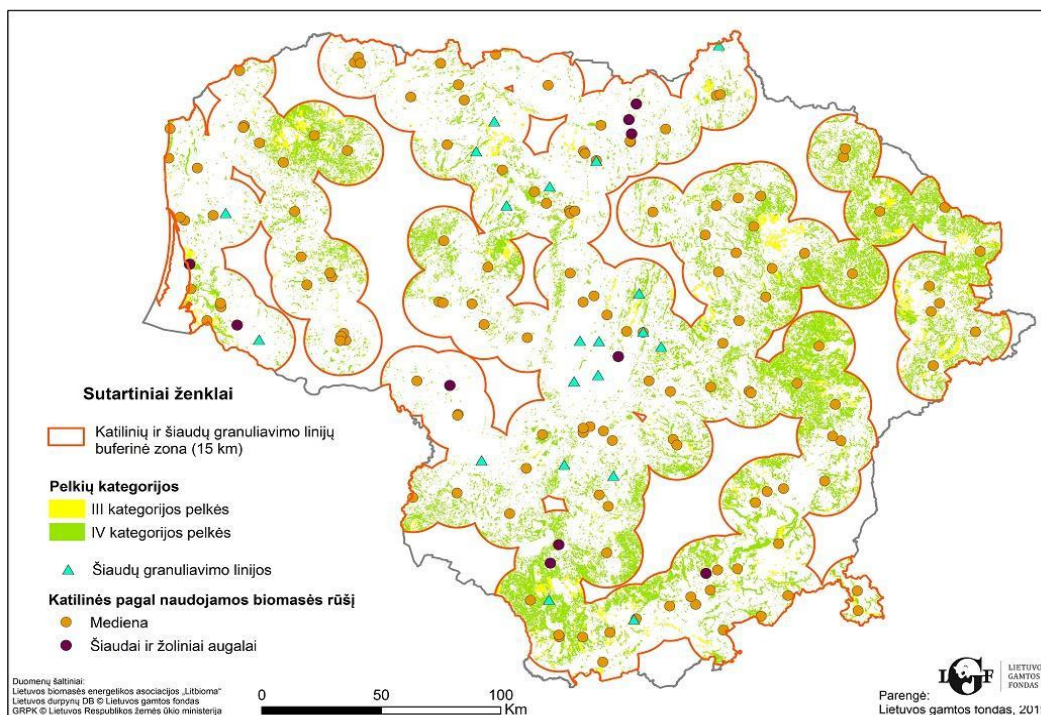 Sutartiniai ženklai
Katilinių ir šiaudų granuliavimo linijų
buferinė zona (15 km)
Pelkių kategorijos
III kategorijos pelkės
IV kategorijos pelkės
Šiaudų granuliavimo linijos
Katilinės pagal naudojamos biomasės rūšį
Mediena
Šiaudai ir žoliniai augalai
Duomenų šaltiniai:
Lietuvos biomasės energetikos asociacijos „Litbioma“
Lietuvos durpynų DB © Lietuvos gamtos fondas
GRPK © Lietuvos Respublikos žemės ūkio ministerija
0 50 100
Km
LGF
LIETUVOS
GAMTOS
FONDAS
Parengė:
Lietuvos gamtos fondas,